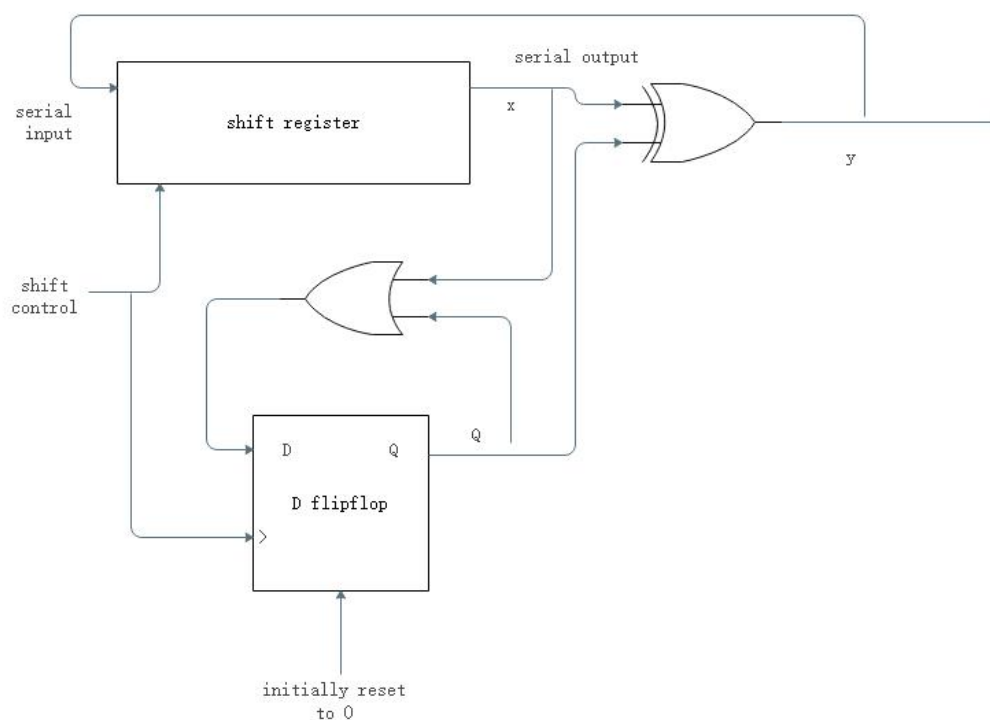 serial output
x
serial
input
shift register
y
shift
control
Q
D
Q
D flipflop
initially reset
to 0